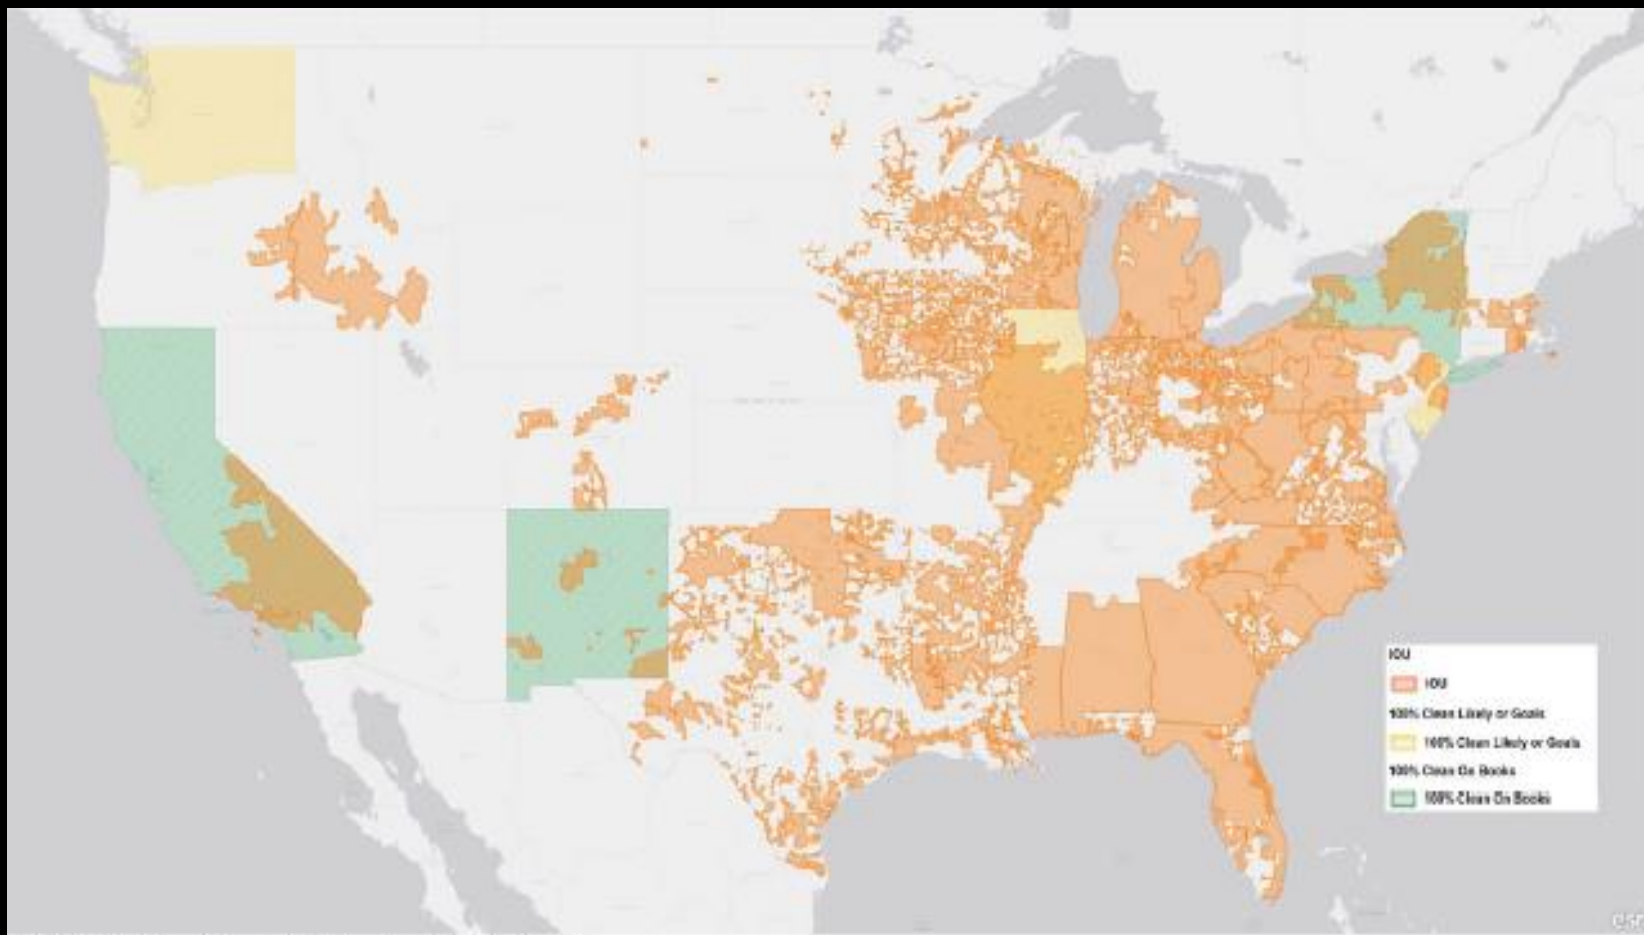 IOU
IOU
100% Clean Likely or Goals
100% Clean Likely or Goals
100% Clean On Books
100% Clean On Books
esri